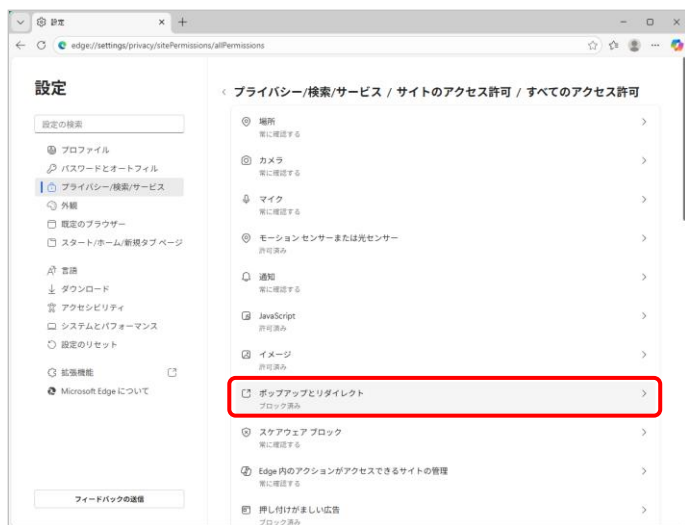 設定
edge://settings/privacy/sitePermissions/allPermissions
設定
プライバシー/検索/サービス / サイトのアクセス許可 / すべてのアクセス許可
設定の検索
プロファイル
パスワードとオートフィル
プライバシー/検索/サービス
外観
既定のブラウザー
スタート/ホーム/新規タブ ページ
言語
ダウンロード
アクセシビリティ
システムとパフォーマンス
設定のリセット
拡張機能
Microsoft Edge について
フィードバックの送信
場所
常に確認する
カメラ
常に確認する
マイク
常に確認する
モーション センサーまたは光センサー
許可済み
通知
常に確認する
JavaScript
許可済み
イメージ
許可済み
ポップアップとリダイレクト
ブロック済み
スケアウェア ブロック
常に確認する
Edge 内のアクションがアクセスできるサイトの管理
常に確認する
押し付けがましい広告
ブロック済み